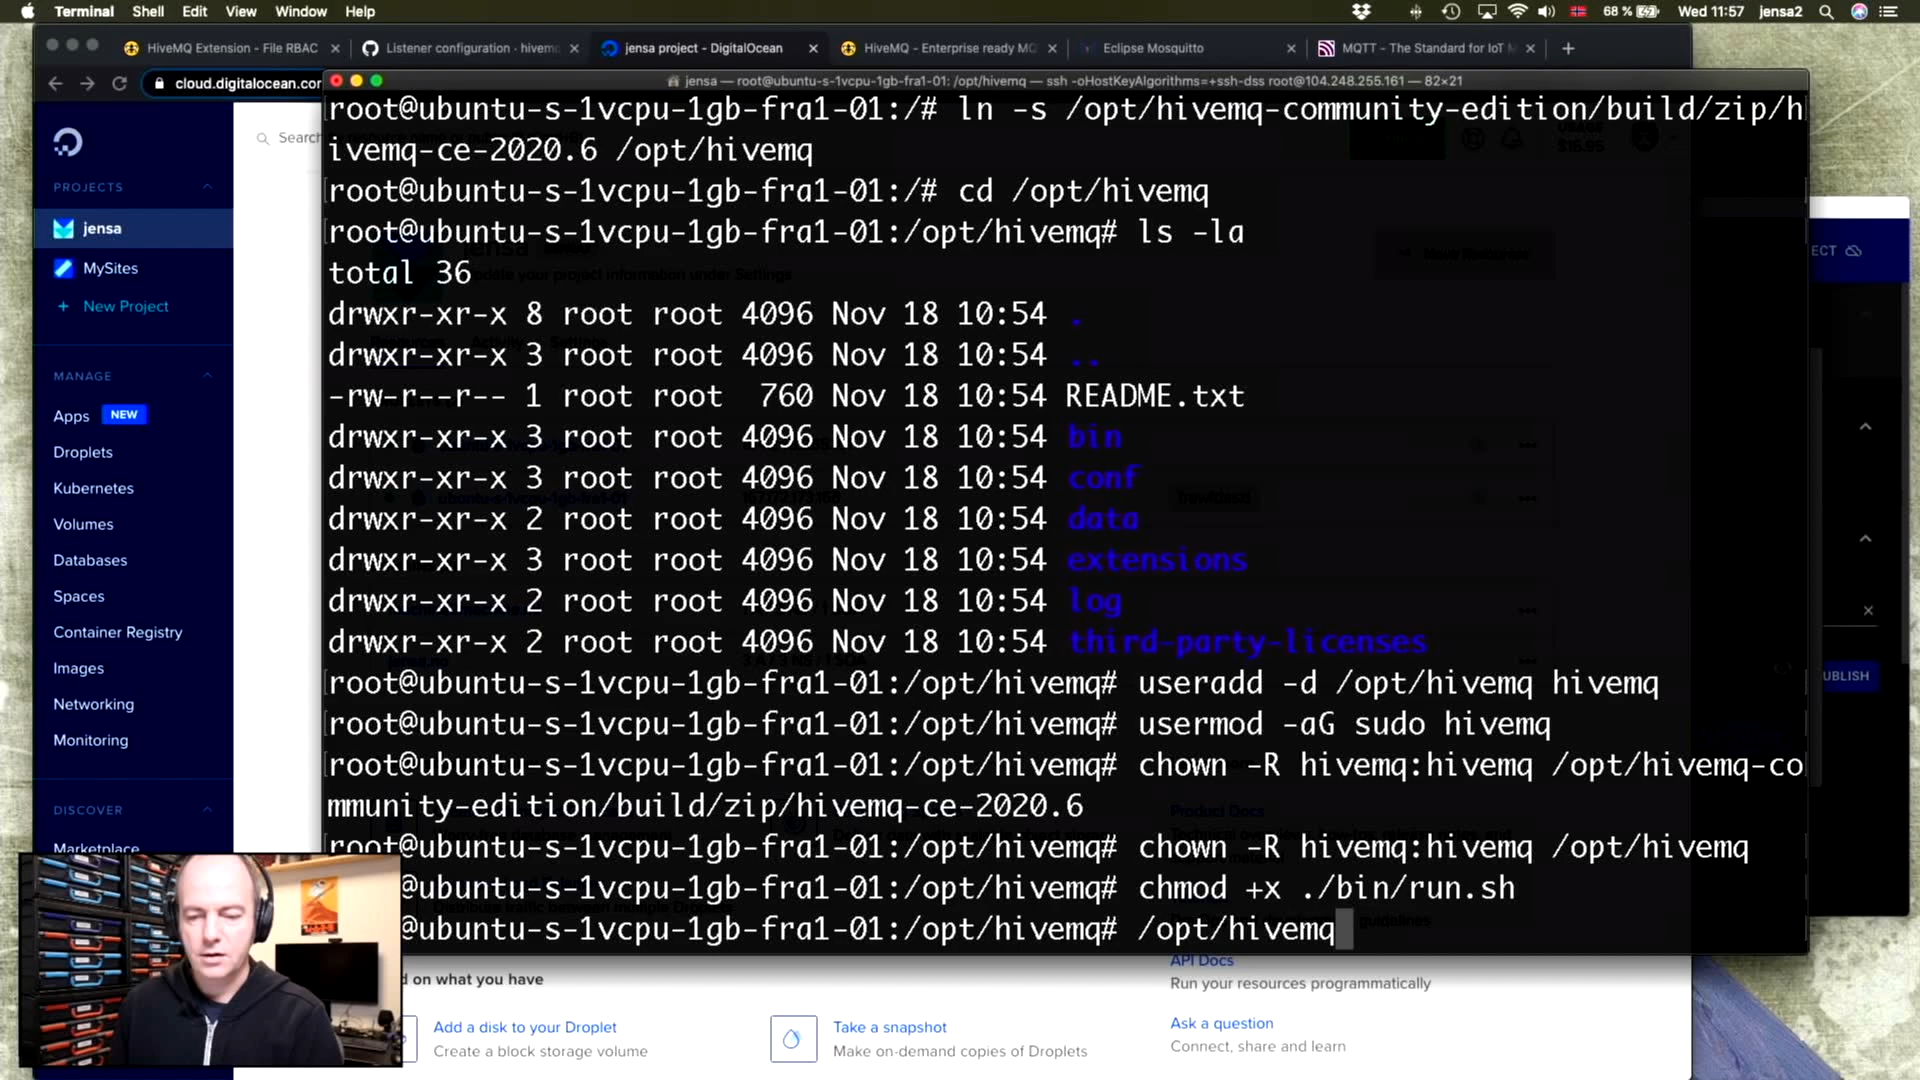 Terminal Shell Edit View Window Help
68 % Wed 11:57 jensa2
HiveMQ Extension - File RBAC
Listener configuration · hivemq
jensa project - DigitalOcean
HiveMQ - Enterprise ready MQ
Eclipse Mosquitto
MQTT - The Standard for IoT M
cloud.digitalocean.cor
jensa — root@ubuntu-s-1vcpu-1gb-fra1-01: /opt/hivemq — ssh -oHostKeyAlgorithms=+ssh-dss root@104.248.255.161 — 82×21
root@ubuntu-s-1vcpu-1gb-fra1-01:/# ln -s /opt/hivemq-community-edition/build/zip/h
ivemq-ce-2020.6 /opt/hivemq
root@ubuntu-s-1vcpu-1gb-fra1-01:/# cd /opt/hivemq
root@ubuntu-s-1vcpu-1gb-fra1-01:/opt/hivemq# ls -la
total 36
drwxr-xr-x 8 root root 4096 Nov 18 10:54 .
drwxr-xr-x 3 root root 4096 Nov 18 10:54 ..
-rw-r--r-- 1 root root  760 Nov 18 10:54 README.txt
drwxr-xr-x 3 root root 4096 Nov 18 10:54 bin
drwxr-xr-x 3 root root 4096 Nov 18 10:54 conf
drwxr-xr-x 2 root root 4096 Nov 18 10:54 data
drwxr-xr-x 3 root root 4096 Nov 18 10:54 extensions
drwxr-xr-x 2 root root 4096 Nov 18 10:54 log
drwxr-xr-x 2 root root 4096 Nov 18 10:54 third-party-licenses
root@ubuntu-s-1vcpu-1gb-fra1-01:/opt/hivemq# useradd -d /opt/hivemq hivemq
root@ubuntu-s-1vcpu-1gb-fra1-01:/opt/hivemq# usermod -aG sudo hivemq
root@ubuntu-s-1vcpu-1gb-fra1-01:/opt/hivemq# chown -R hivemq:hivemq /opt/hivemq-co
mmunity-edition/build/zip/hivemq-ce-2020.6
root@ubuntu-s-1vcpu-1gb-fra1-01:/opt/hivemq# chown -R hivemq:hivemq /opt/hivemq
@ubuntu-s-1vcpu-1gb-fra1-01:/opt/hivemq# chmod +x ./bin/run.sh
@ubuntu-s-1vcpu-1gb-fra1-01:/opt/hivemq# /opt/hivemq
Search
PROJECTS
jensa
MySites
+ New Project
MANAGE
Apps NEW
Droplets
Kubernetes
Volumes
Databases
Spaces
Container Registry
Images
Networking
Monitoring
DISCOVER
Marketplace
Move Resources
update your project information under Settings
Product Docs
guidelines
ECT
UBLISH
d on what you have
Add a disk to your Droplet
Create a block storage volume
Take a snapshot
Make on-demand copies of Droplets
API Docs
Run your resources programmatically
Ask a question
Connect, share and learn